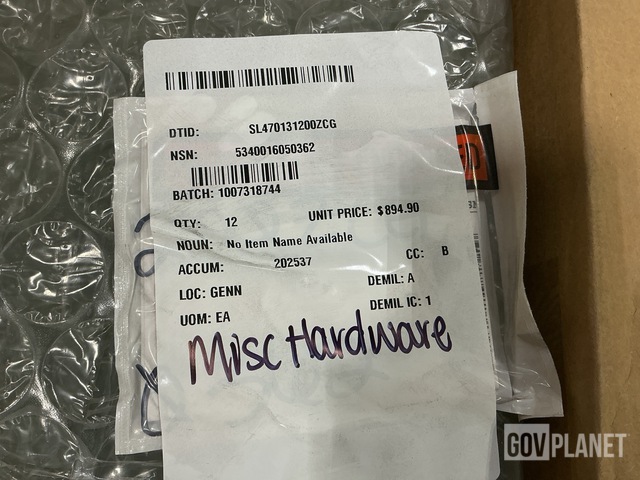 DTID: SL470131200ZCG
NSN: 5340016050362
BATCH: 1007318744
QTY: 12 UNIT PRICE: $894.90
NOUN: No Item Name Available
ACCUM: 202537 CC: B
LOC: GENN DEMIL: A
UOM: EA DEMIL IC: 1
Misc Hardware
GOVPLANET